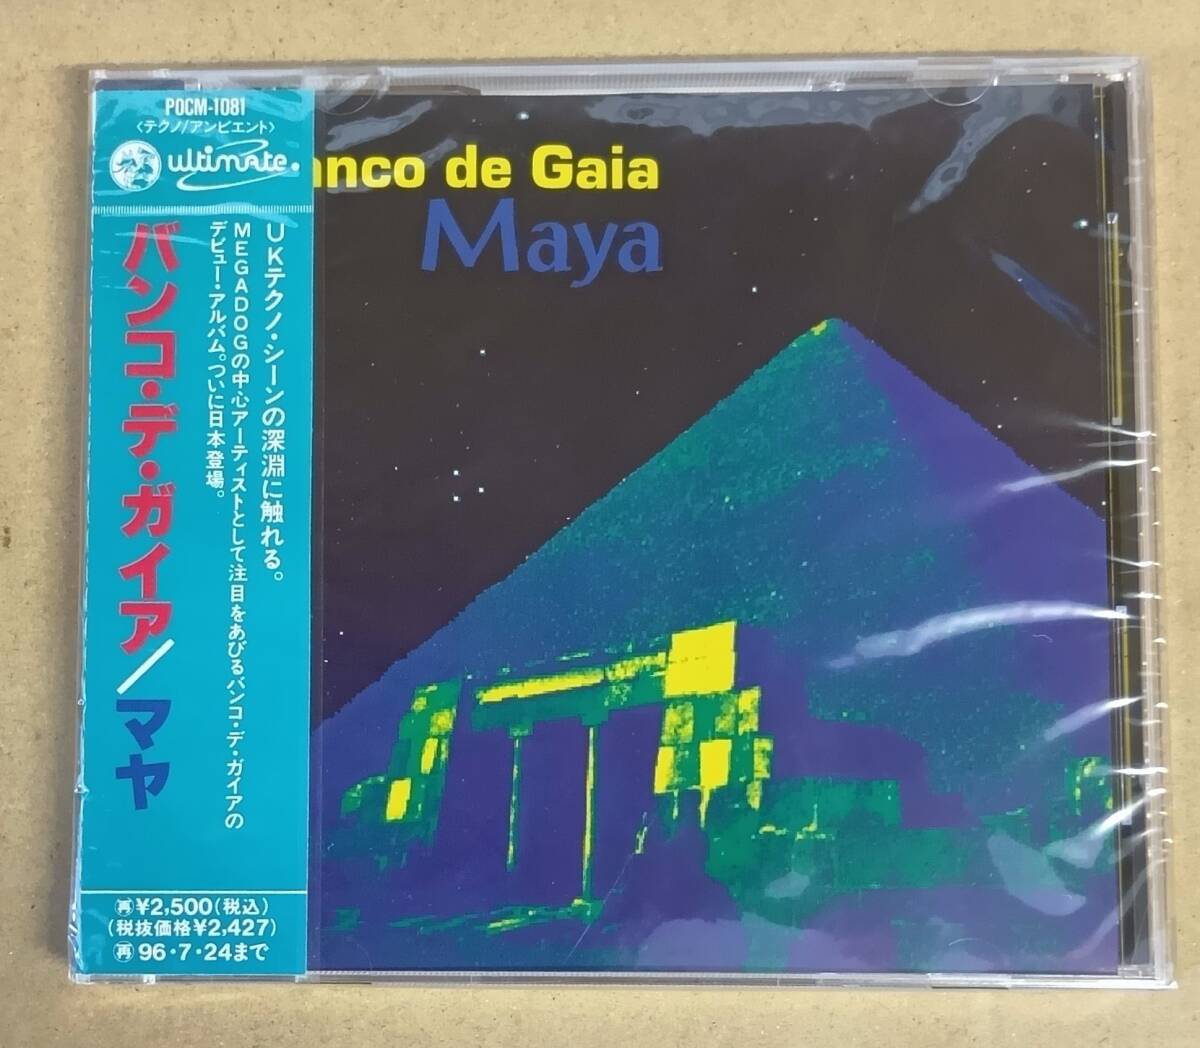 POCM-1081
〈テクノ/アンビエント〉
ultimate.
バンコ・デ・ガイア/マヤ
UKテクノ・シーンの深淵に触れる。
MEGADOGの中心アーティストとして注目をあびるバンコ・デ・ガイアの
デビュー・アルバム。ついに日本登場。
再¥2,500(税込)
(税抜価格¥2,427)
再96・7・24まで
anco de Gaia
Maya